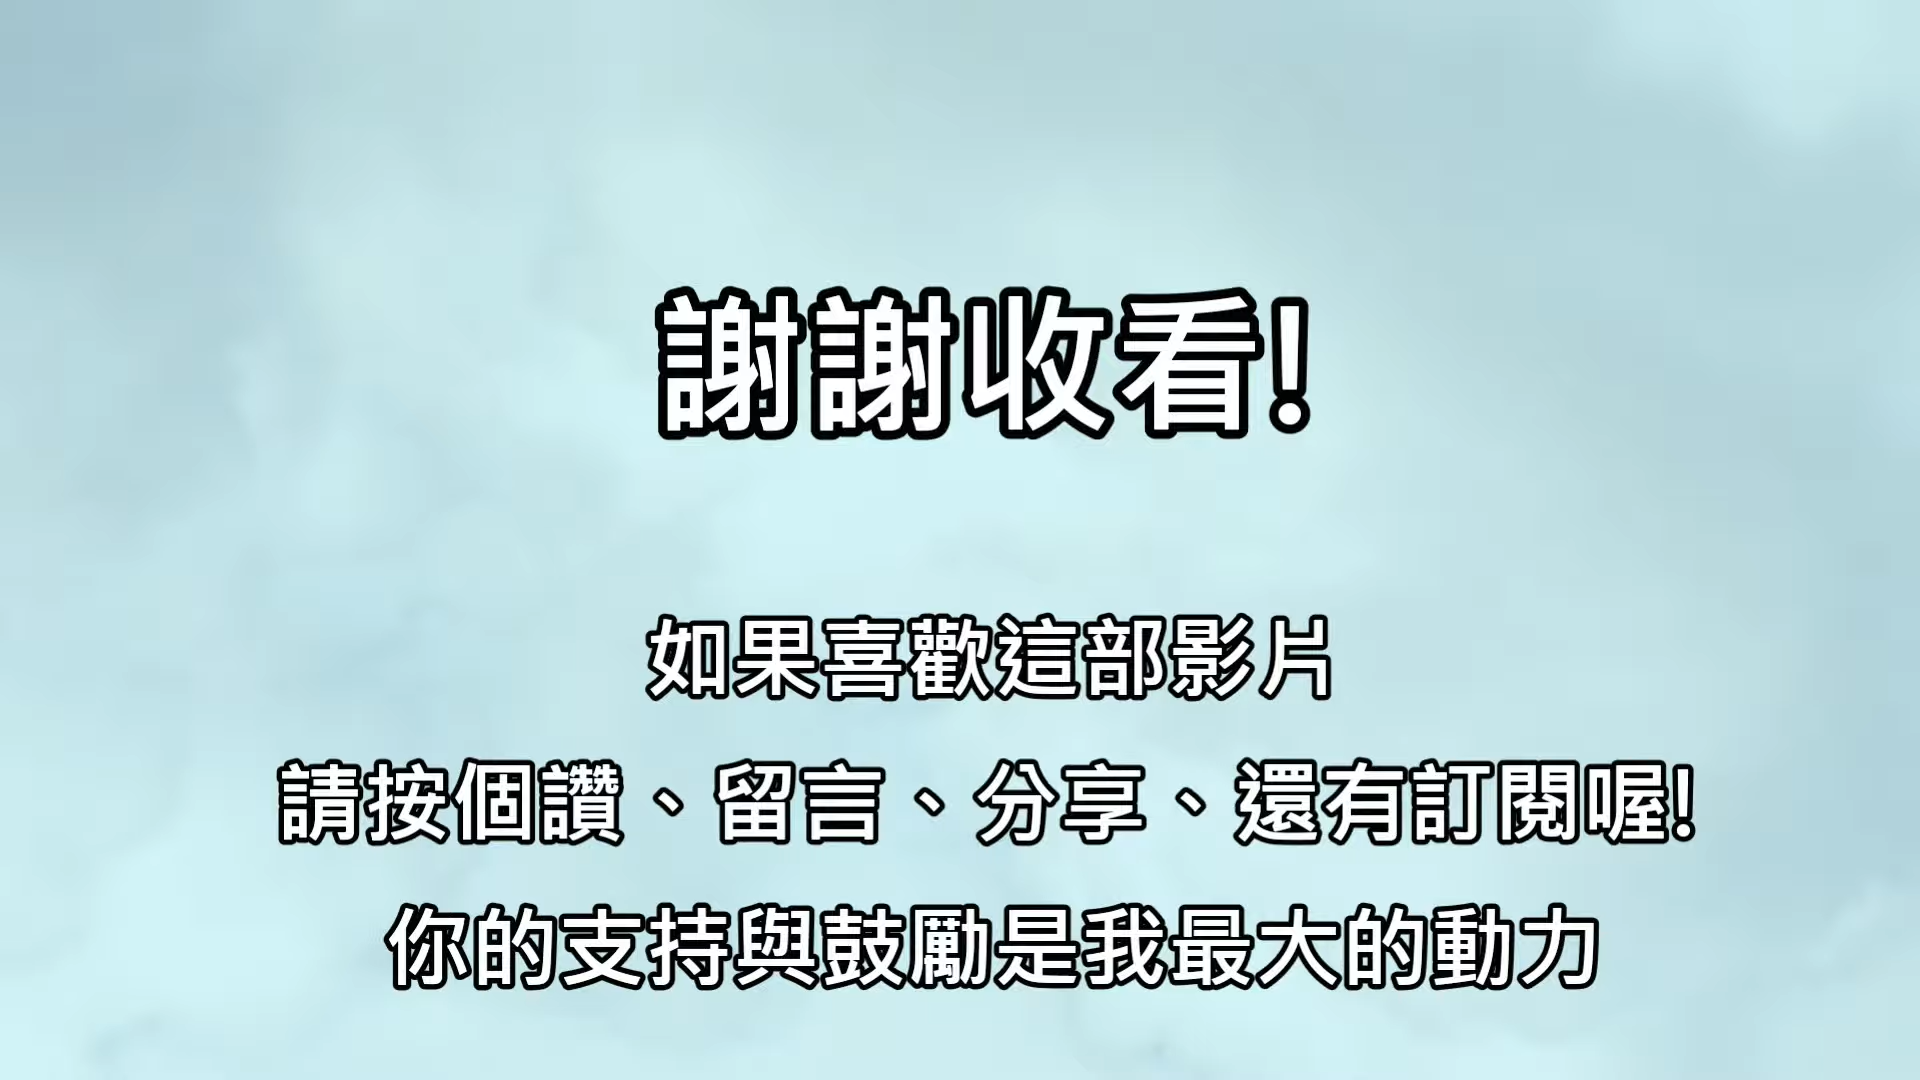 謝謝收看!
如果喜歡這部影片
請按個讚、留言、分享、還有訂閱喔!
你的支持與鼓勵是我最大的動力